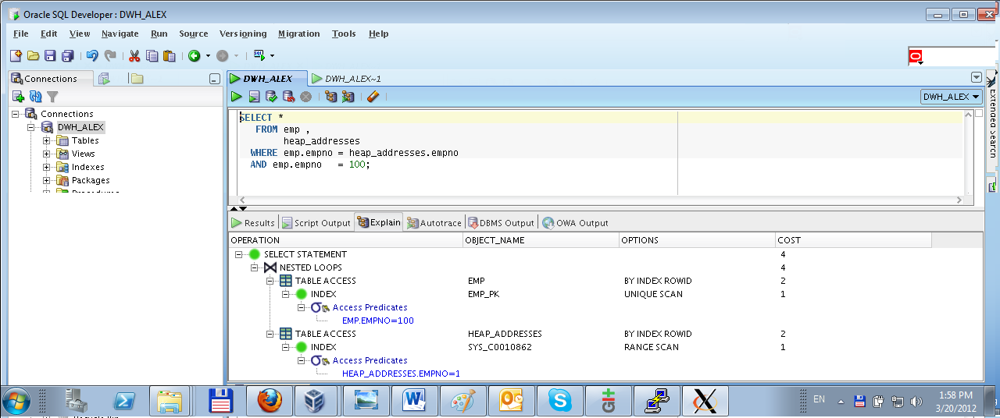 Oracle SQL Developer : DWH_ALEX
File Edit View Navigate Run Source Versioning Migration Tools Help
Connections
DWH_ALEX
DWH_ALEX~1
DWH_ALEX
Connections
DWH_ALEX
Tables
Views
Indexes
Packages
SELECT *
FROM emp ,
heap_addresses
WHERE emp.empno = heap_addresses.empno
AND emp.empno = 100;
Extended Search
Results Script Output Explain Autotrace DBMS Output OWA Output
OPERATION OBJECT_NAME OPTIONS COST
SELECT STATEMENT 4
NESTED LOOPS 4
TABLE ACCESS EMP BY INDEX ROWID 2
INDEX EMP_PK UNIQUE SCAN 1
Access Predicates
EMP.EMPNO=100
TABLE ACCESS HEAP_ADDRESSES BY INDEX ROWID 2
INDEX SYS_C0010862 RANGE SCAN 1
Access Predicates
HEAP_ADDRESSES.EMPNO=1
EN
1:58 PM
3/20/2012